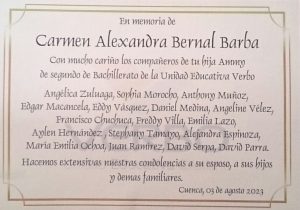 En memoria de
Carmen Alexandra Bernal Barba
Con mucho cariño los compañeros de tu hija Ammy
de segundo de Bachillerato de la Unidad Educativa Verbo
Angélica Zuluaga, Sophia Morocho, Anthony Muñoz,
Edgar Macancela, Eddy Vásquez, Daniel Medina, Angeline Vélez,
Francisco Chuchuca, Freddy Villa, Emilia Lazo,
Aylen Hernández, Stephany Tamayo, Alejandra Espinoza,
María Emilia Ochoa, Juan Ramírez, David Serpa, David Parra.
Hacemos extensivas nuestras condolencias a su esposo, a sus hijos
y demas familiares.
Cuenca, 03 de agosto 2023